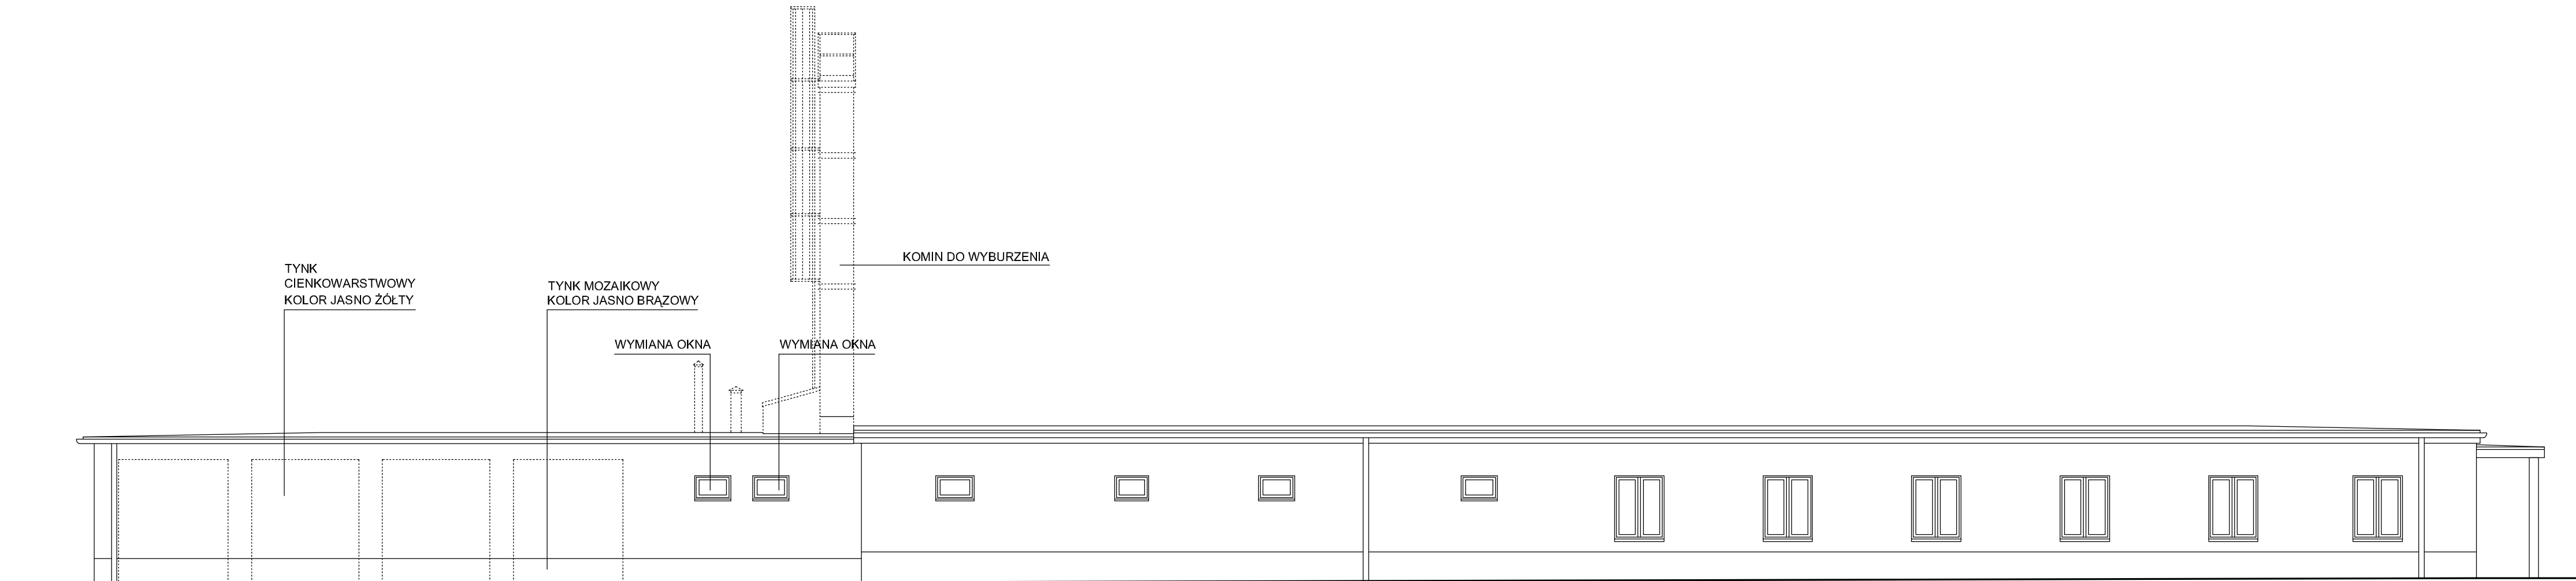 KOMIN DO WYBURZENIA
TYNK
CIENKOWARSTWOWY
KOLOR JASNO ŻÓŁTY
TYNK MOZAIKOWY
KOLOR JASNO BRĄZOWY
WYMIANA OKNA
WYMIANA OKNA